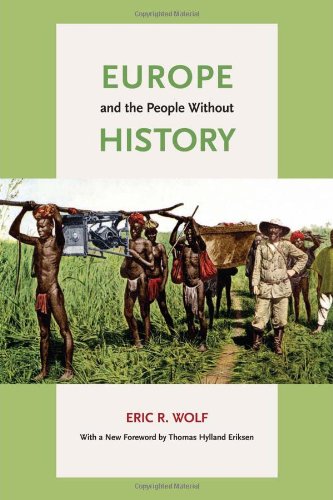 EUROPE
and the People Without
HISTORY
ERIC R. WOLF
With a New Foreword by Thomas Hylland Eriksen